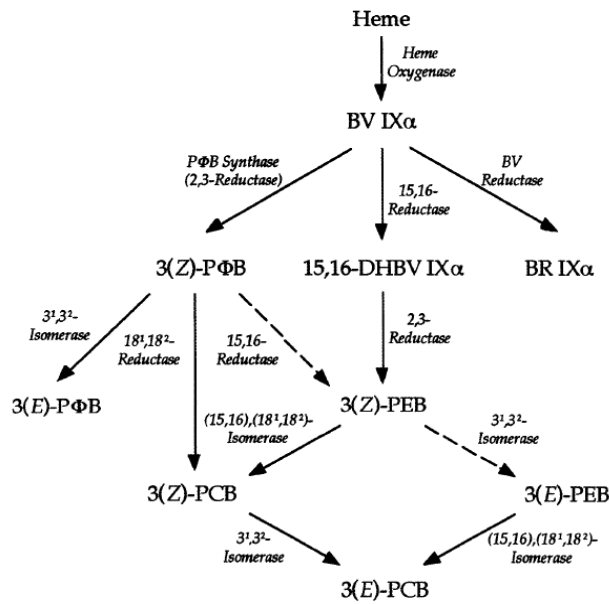 Heme
Heme
Oxygenase
BV IXα
PΦB Synthase
(2,3-Reductase)
15,16-
Reductase
BV
Reductase
3(Z)-PΦB
15,16-DHBV IXα
BR IXα
3¹,3²-
Isomerase
18¹,18²-
Reductase
15,16-
Reductase
2,3-
Reductase
3(E)-PΦB
3(Z)-PEB
(15,16),(18¹,18²)-
Isomerase
3¹,3²-
Isomerase
3(Z)-PCB
3(E)-PEB
3¹,3²-
Isomerase
(15,16),(18¹,18²)-
Isomerase
3(E)-PCB